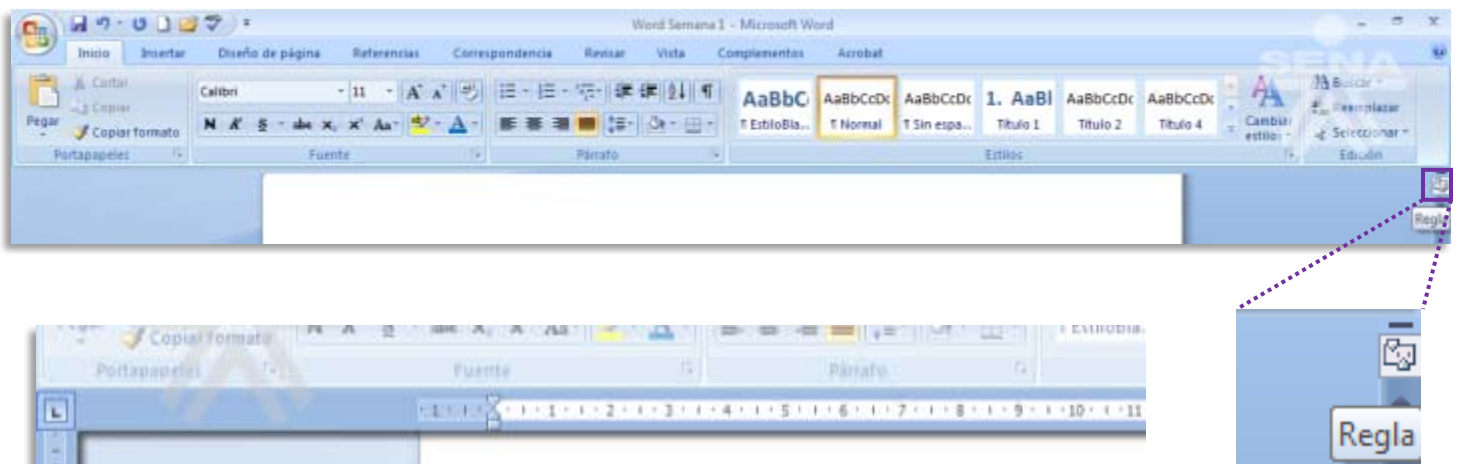 Word Semana 1 - Microsoft Word
Inicio Insertar Diseño de página Referencias Correspondencia Revisar Vista Complementos Acrobat
SENA
Cortar
Copiar
Pegar
Copiar formato
Calibri 11
N K S abc x, x² Aa
AaBbC AaBbCcDc AaBbCcDc 1. AaBl AaBbCcDc AaBbCcDc
¶ EstiloBla... ¶ Normal ¶ Sin espa... Título 1 Título 2 Título 4
Cambiar estilos
Buscar
Reemplazar
Seleccionar
Portapapeles Fuente Párrafo Estilos Edición
Regla
Copiar formato
Portapapeles Fuente Párrafo
L
1 1 2 3 4 5 6 7 8 9 10 11
Regla